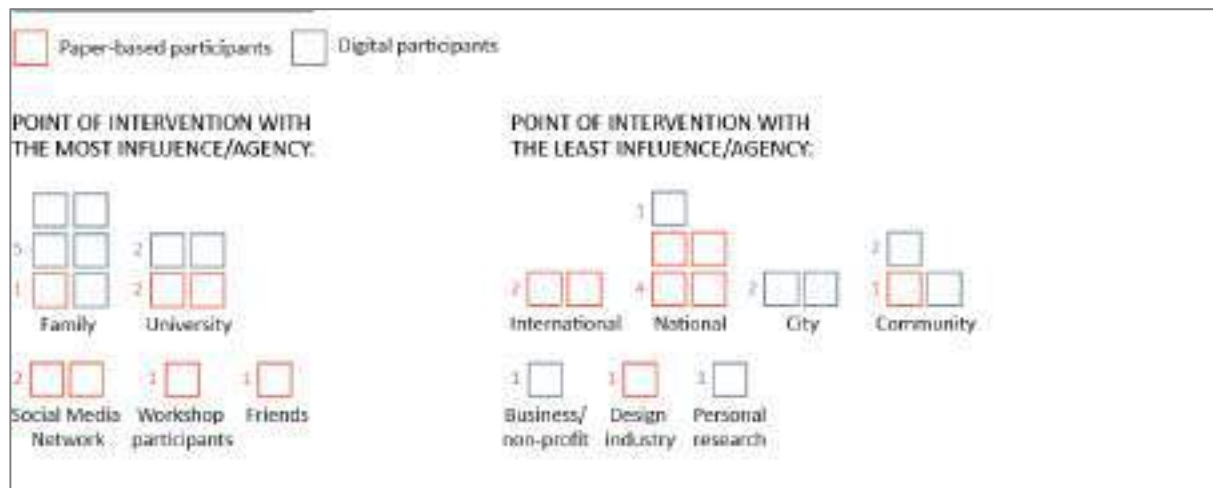 Paper-based participants Digital participants
POINT OF INTERVENTION WITH
THE MOST INFLUENCE/AGENCY:
5
1
Family
2
2
University
2
Social Media
Network
1
Workshop
participants
1
Friends
POINT OF INTERVENTION WITH
THE LEAST INFLUENCE/AGENCY:
2
International
1
4
National
2
City
2
1
Community
1
Business/
non-profit
1
Design
industry
1
Personal
research